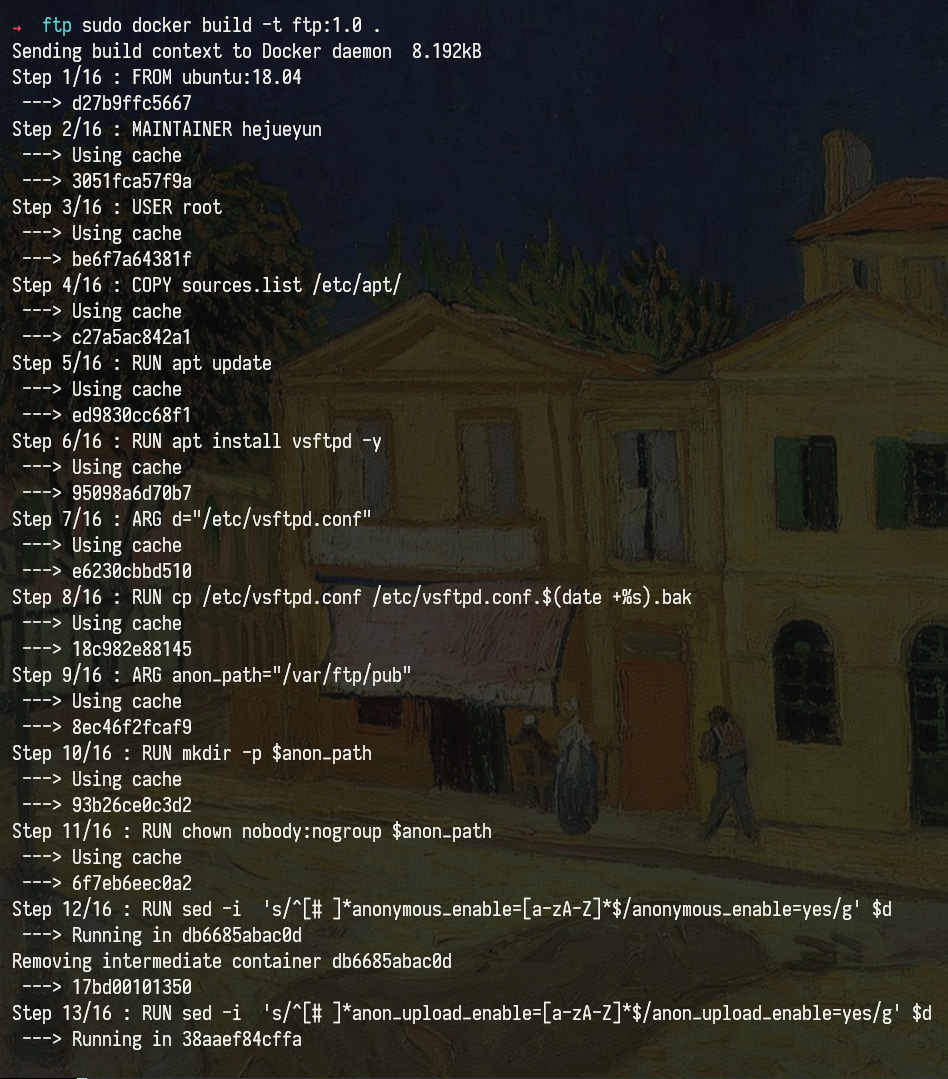 → ftp sudo docker build -t ftp:1.0 .
Sending build context to Docker daemon  8.192kB
Step 1/16 : FROM ubuntu:18.04
 ---> d27b9ffc5667
Step 2/16 : MAINTAINER hejueyun
 ---> Using cache
 ---> 3051fca57f9a
Step 3/16 : USER root
 ---> Using cache
 ---> be6f7a64381f
Step 4/16 : COPY sources.list /etc/apt/
 ---> Using cache
 ---> c27a5ac842a1
Step 5/16 : RUN apt update
 ---> Using cache
 ---> ed9830cc68f1
Step 6/16 : RUN apt install vsftpd -y
 ---> Using cache
 ---> 95098a6d70b7
Step 7/16 : ARG d="/etc/vsftpd.conf"
 ---> Using cache
 ---> e6230cbbd510
Step 8/16 : RUN cp /etc/vsftpd.conf /etc/vsftpd.conf.$(date +%s).bak
 ---> Using cache
 ---> 18c982e88145
Step 9/16 : ARG anon_path="/var/ftp/pub"
 ---> Using cache
 ---> 8ec46f2fcaf9
Step 10/16 : RUN mkdir -p $anon_path
 ---> Using cache
 ---> 93b26ce0c3d2
Step 11/16 : RUN chown nobody:nogroup $anon_path
 ---> Using cache
 ---> 6f7eb6eec0a2
Step 12/16 : RUN sed -i  's/^[# ]*anonymous_enable=[a-zA-Z]*$/anonymous_enable=yes/g' $d
 ---> Running in db6685abac0d
Removing intermediate container db6685abac0d
 ---> 17bd00101350
Step 13/16 : RUN sed -i  's/^[# ]*anon_upload_enable=[a-zA-Z]*$/anon_upload_enable=yes/g' $d
 ---> Running in 38aaef84cffa